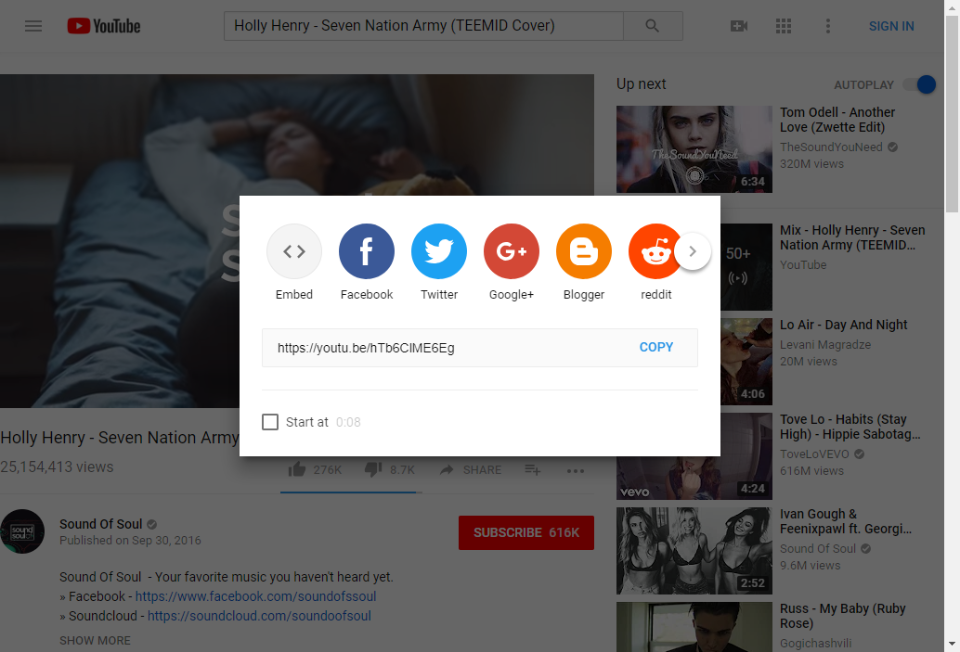 YouTube
Holly Henry - Seven Nation Army (TEEMID Cover)
SIGN IN
Up next
AUTOPLAY
TheSoundYouNeed
6:34
Tom Odell - Another
Love (Zwette Edit)
TheSoundYouNeed
320M views
50+
Mix - Holly Henry - Seven
Nation Army (TEEMID…
YouTube
4:06
Lo Air - Day And Night
Levani Magradze
20M views
vevo
4:24
Tove Lo - Habits (Stay
High) - Hippie Sabotag…
ToveLoVEVO
616M views
2:52
Ivan Gough &
Feenixpawl ft. Georgi…
Sound Of Soul
9.6M views
Russ - My Baby (Ruby
Rose)
Gogichashvili
Embed
Facebook
Twitter
Google+
Blogger
reddit
https://youtu.be/hTb6CIME6Eg
COPY
Start at 0:08
Holly Henry - Seven Nation Army
25,154,413 views
276K
8.7K
SHARE
sound
soul
Sound Of Soul
Published on Sep 30, 2016
SUBSCRIBE 616K
Sound Of Soul - Your favorite music you haven't heard yet.
» Facebook - https://www.facebook.com/soundofssoul
» Soundcloud - https://soundcloud.com/soundoofsoul
SHOW MORE